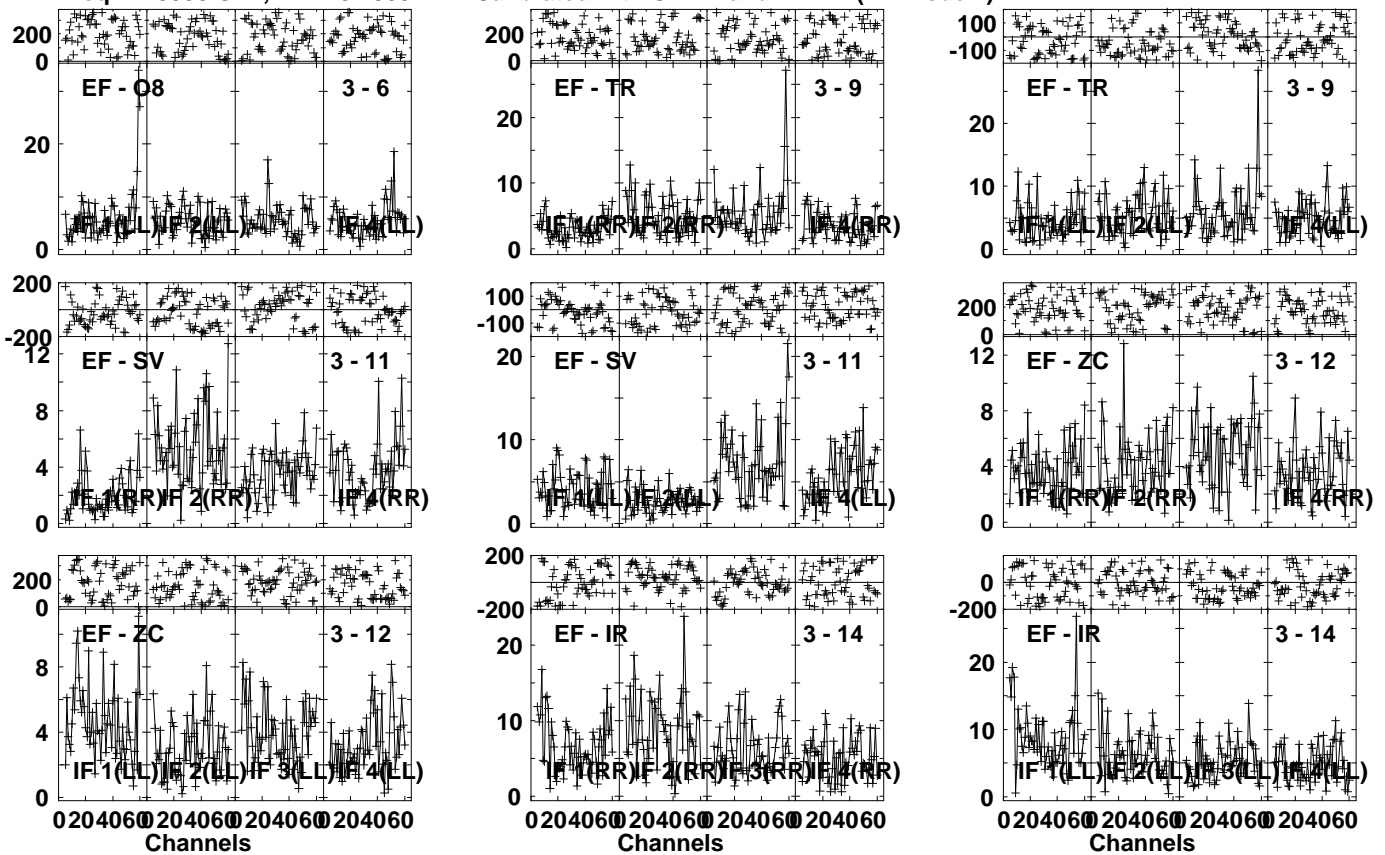 200 200 100
0 0 -100
EF - O8 3 - 6 EF - TR 3 - 9 EF - TR 3 - 9
20 20 20
10 10
IF 1(LL) IF 2(LL) IF 4(LL) IF 1(RR) IF 2(RR) IF 4(RR) IF 1(LL) IF 2(LL) IF 4(LL)
0 0 0
200 100 200
-200 -100 0
EF - SV 3 - 11 EF - SV 3 - 11 EF - ZC 3 - 12
12 20 12
8 8
4 10 4
IF 1(RR) IF 2(RR) IF 4(RR) IF 1(LL) IF 2(LL) IF 4(LL) IF 1(RR) IF 2(RR) IF 4(RR)
0 0 0
200 200 0
0 -200 -200
EF - ZC 3 - 12 EF - IR 3 - 14 EF - IR 3 - 14
8 20 20
4 10 10
IF 1(LL) IF 2(LL) IF 3(LL) IF 4(LL) IF 1(RR) IF 2(RR) IF 3(RR) IF 4(RR) IF 1(LL) IF 2(LL) IF 3(LL) IF 4(LL)
0 0 0
0 20 40 60 0 20 40 60 0 20 40 60 0 20 40 60 0 20 40 60 0 20 40 60 0 20 40 60 0 20 40 60 0 20 40 60 0 20 40 60 0 20 40 60 0 20 40 60
Channels Channels Channels